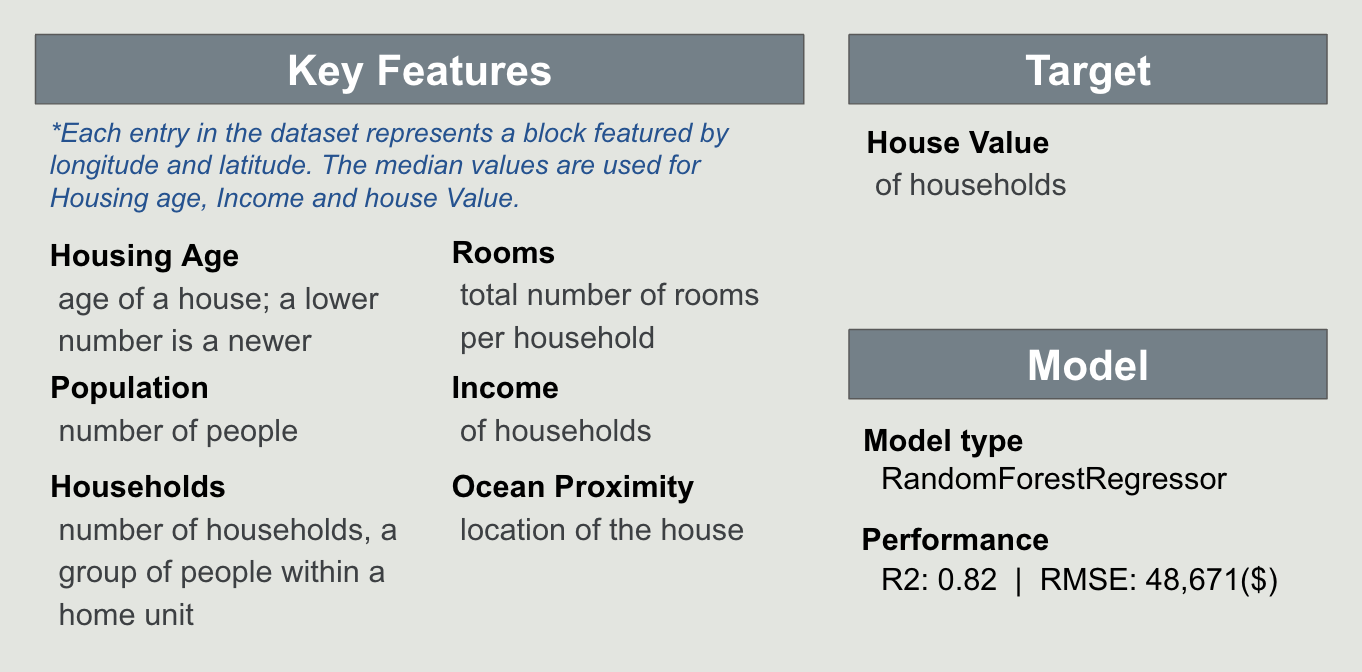 Key Features
*Each entry in the dataset represents a block featured by
longitude and latitude. The median values are used for
Housing age, Income and house Value.
Housing Age
age of a house; a lower
number is a newer
Population
number of people
Households
number of households, a
group of people within a
home unit
Rooms
total number of rooms
per household
Income
of households
Ocean Proximity
location of the house
Target
House Value
of households
Model
Model type
RandomForestRegressor
Performance
R2: 0.82 | RMSE: 48,671($)